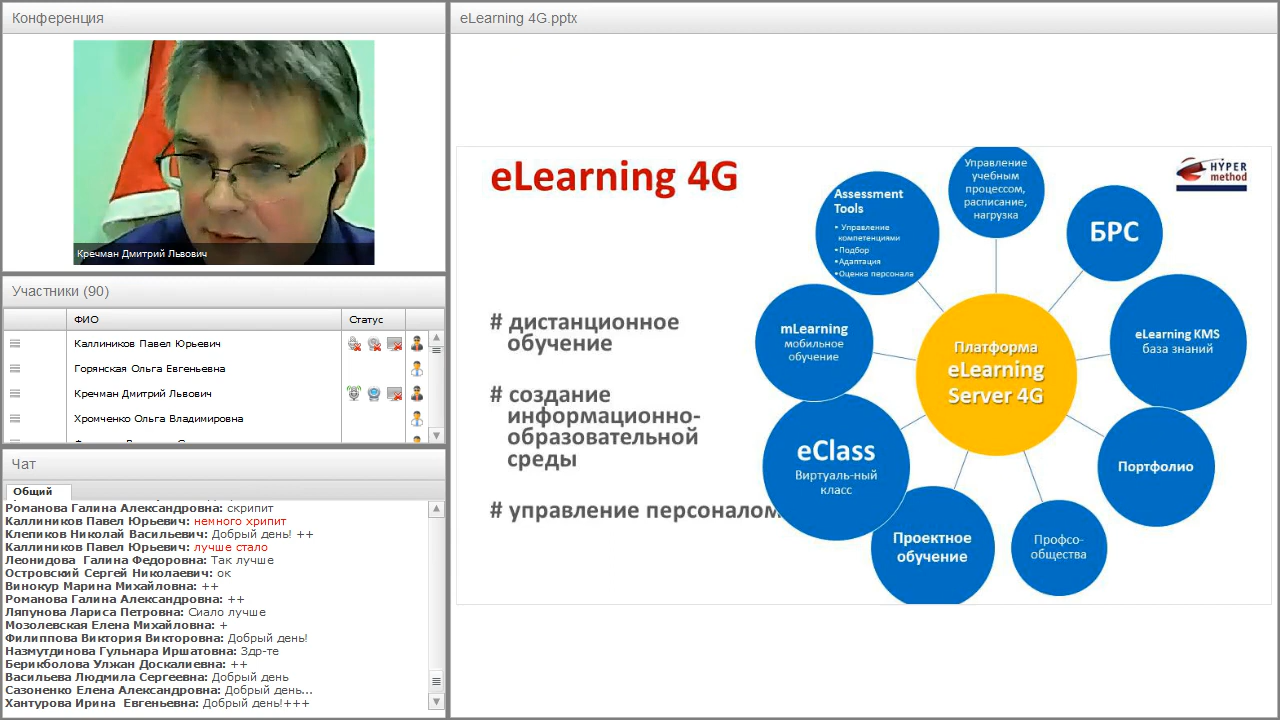 Конференция
Кречман Дмитрий Львович
Участники (90)
ФИО
Статус
Каллиников Павел Юрьевич
Горянская Ольга Евгеньевна
Кречман Дмитрий Львович
Хромченко Ольга Владимировна
Чат
Общий
Романова Галина Александровна: скрипит
Каллиников Павел Юрьевич: немного хрипит
Клепиков Николай Васильевич: Добрый день! ++
Каллиников Павел Юрьевич: лучше стало
Леонидова Галина Федоровна: Так лучше
Островский Сергей Николаевич: ок
Винокур Марина Михайловна: ++
Романова Галина Александровна: ++
Ляпунова Лариса Петровна: Сиало лучше
Мозолевская Елена Михайловна: +
Филиппова Виктория Викторовна: Добрый день!
Назмутдинова Гульнара Иршатовна: Здр-те
Берикболова Улжан Доскалиевна: ++
Васильева Людмила Сергеевна: Добрый день
Сазоненко Елена Александровна: Добрый день...
Хантурова Ирина Евгеньевна: Добрый день!+++
eLearning 4G.pptx
eLearning 4G
HYPER
method
# дистанционное
обучение
# создание
информационно-
образовательной
среды
# управление персоналом
Assessment
Tools
• Управление
компетенциями
• Подбор
• Адаптация
• Оценка персонала
Управление
учебным
процессом,
расписание,
нагрузка
БРС
eLearning KMS
база знаний
Портфолио
Профсо-
общества
Проектное
обучение
eClass
Виртуаль-ный
класс
mLearning
мобильное
обучение
Платформа
eLearning
Server 4G